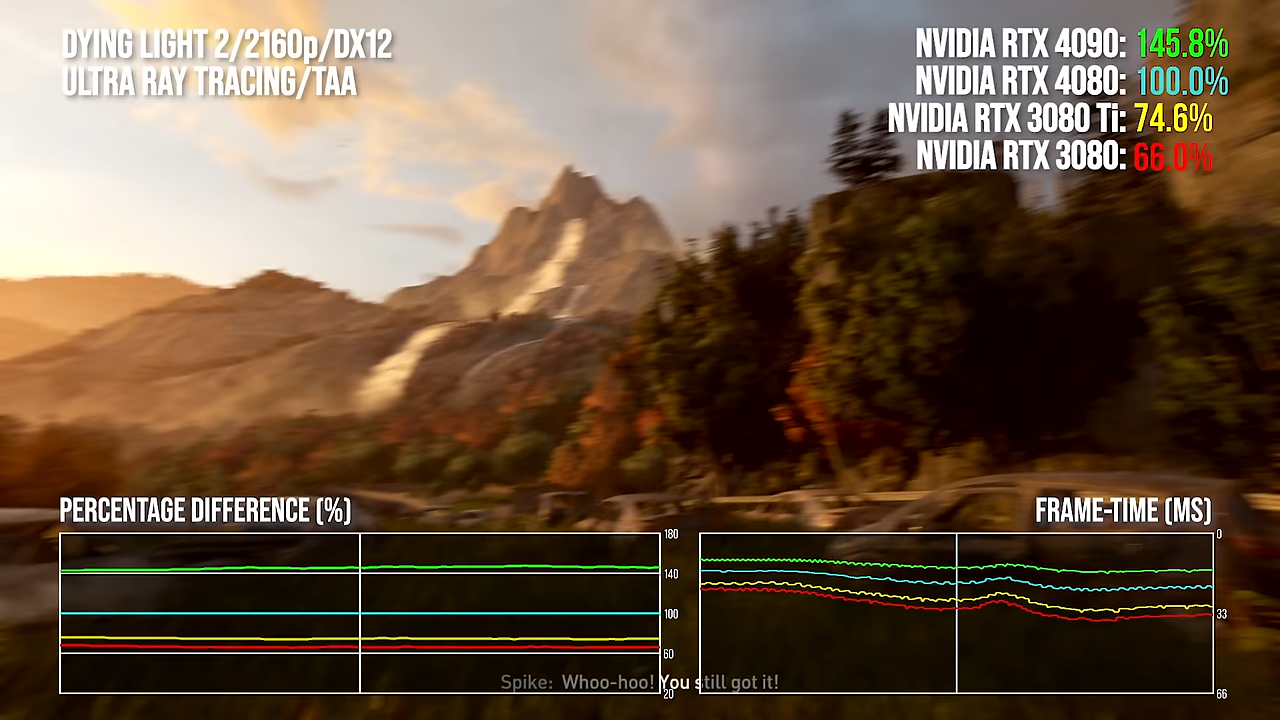 DYING LIGHT 2/2160p/DX12
ULTRA RAY TRACING/TAA
NVIDIA RTX 4090: 145.8%
NVIDIA RTX 4080: 100.0%
NVIDIA RTX 3080 Ti: 74.6%
NVIDIA RTX 3080: 66.0%
PERCENTAGE DIFFERENCE (%)
180
140
100
60
20
FRAME-TIME (MS)
0
33
66
Spike: Whoo-hoo! You still got it!